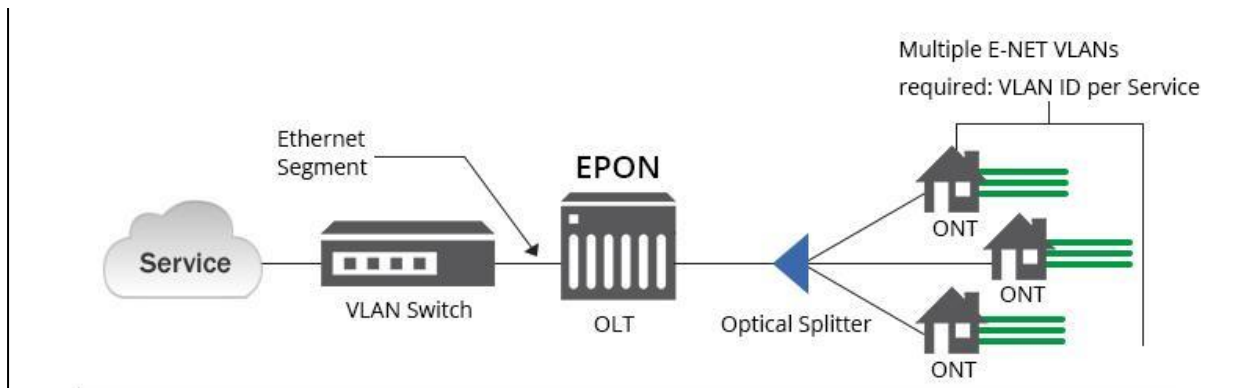 Multiple E-NET VLANs
required: VLAN ID per Service
Ethernet
Segment
EPON
Service
VLAN Switch
OLT
Optical Splitter
ONT
ONT
ONT